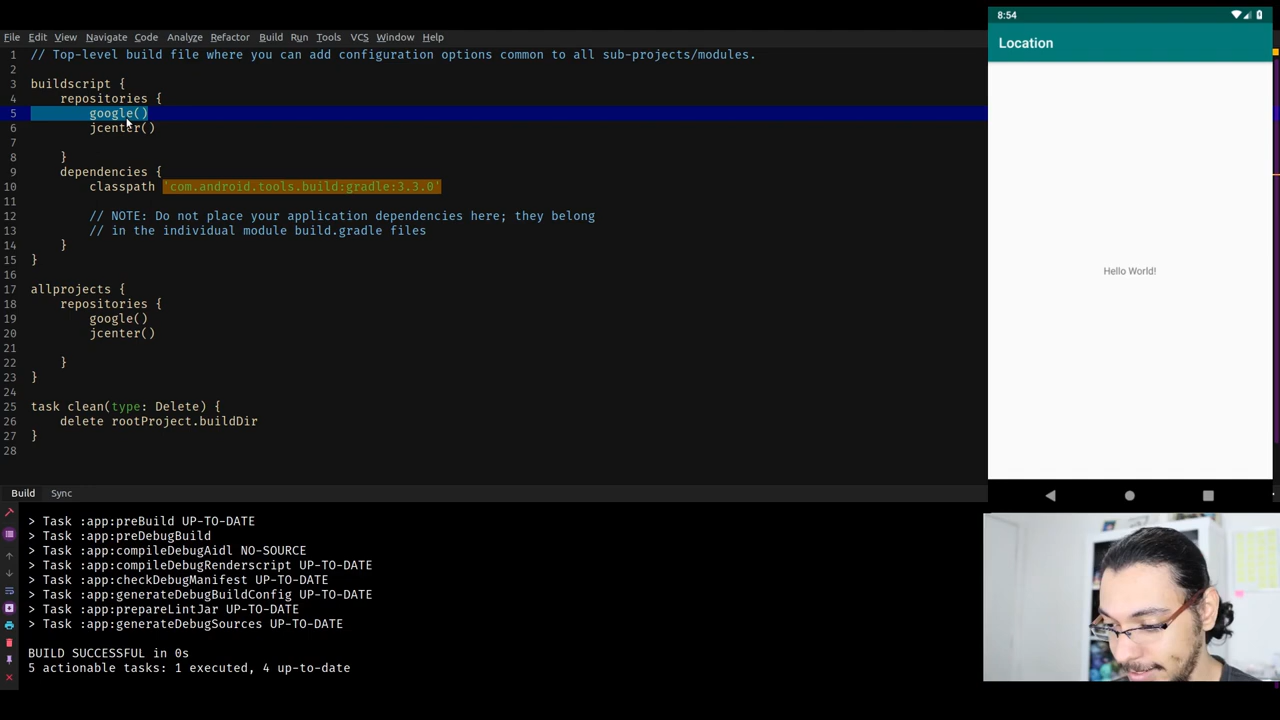 File Edit View Navigate Code Analyze Refactor Build Run Tools VCS Window Help
1 // Top-level build file where you can add configuration options common to all sub-projects/modules.
2
3 buildscript {
4 repositories {
5 google()
6 jcenter()
7
8 }
9 dependencies {
10 classpath 'com.android.tools.build:gradle:3.3.0'
11
12 // NOTE: Do not place your application dependencies here; they belong
13 // in the individual module build.gradle files
14 }
15 }
16
17 allprojects {
18 repositories {
19 google()
20 jcenter()
21
22 }
23 }
24
25 task clean(type: Delete) {
26 delete rootProject.buildDir
27 }
28
Build Sync
> Task :app:preBuild UP-TO-DATE
> Task :app:preDebugBuild
> Task :app:compileDebugAidl NO-SOURCE
> Task :app:compileDebugRenderscript UP-TO-DATE
> Task :app:checkDebugManifest UP-TO-DATE
> Task :app:generateDebugBuildConfig UP-TO-DATE
> Task :app:prepareLintJar UP-TO-DATE
> Task :app:generateDebugSources UP-TO-DATE
BUILD SUCCESSFUL in 0s
5 actionable tasks: 1 executed, 4 up-to-date
8:54
Location
Hello World!